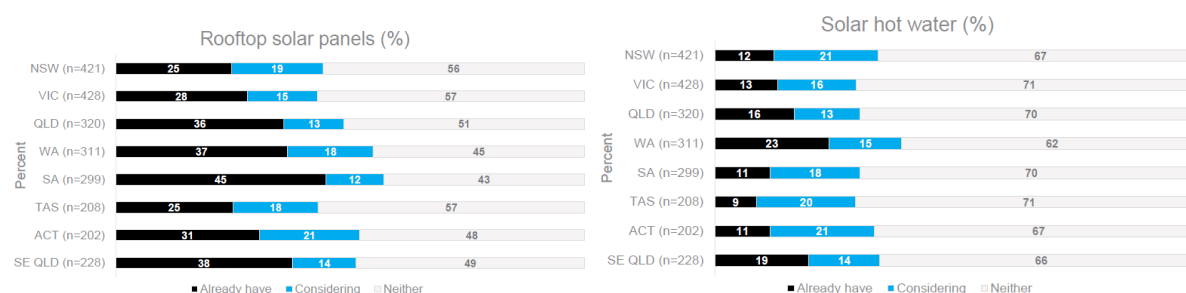 Rooftop solar panels (%)
Percent
NSW (n=421) 25 19 56
VIC (n=428) 28 15 57
QLD (n=320) 36 13 51
WA (n=311) 37 18 45
SA (n=299) 45 12 43
TAS (n=208) 25 18 57
ACT (n=202) 31 21 48
SE QLD (n=228) 38 14 49
Already have Considering Neither
Solar hot water (%)
Percent
NSW (n=421) 12 21 67
VIC (n=428) 13 16 71
QLD (n=320) 16 13 70
WA (n=311) 23 15 62
SA (n=299) 11 18 70
TAS (n=208) 9 20 71
ACT (n=202) 11 21 67
SE QLD (n=228) 19 14 66
Already have Considering Neither